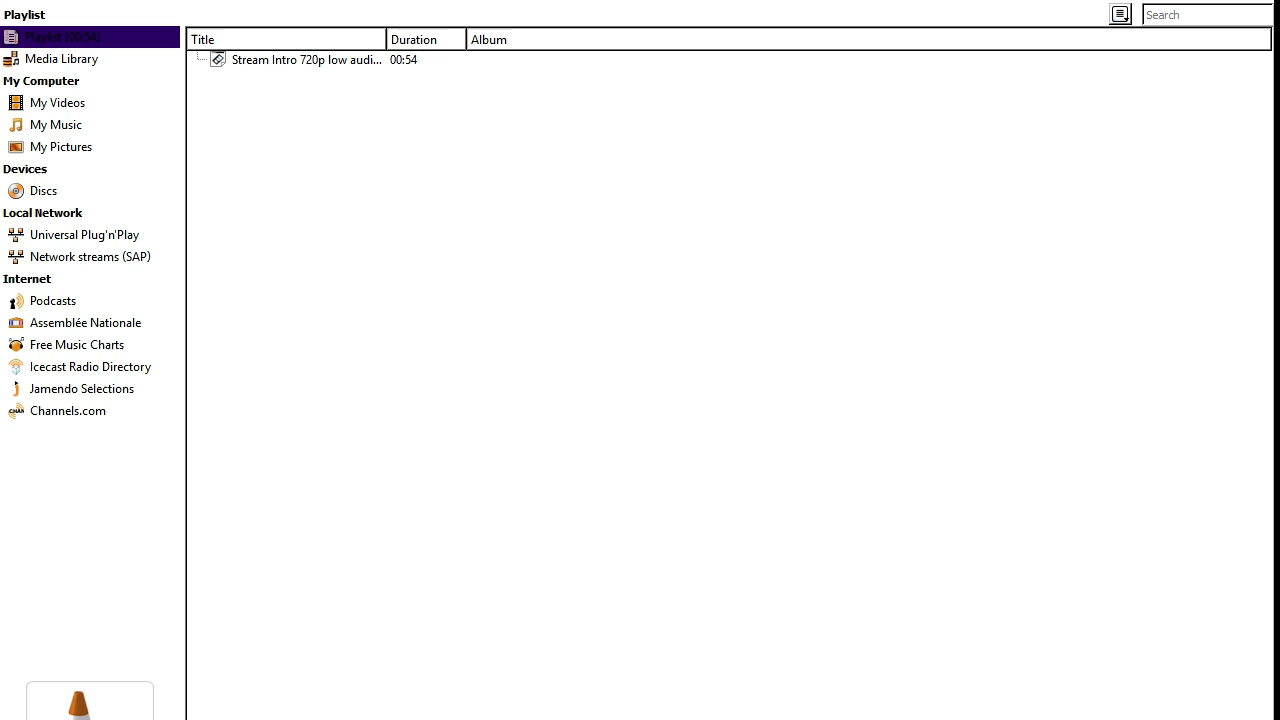 Playlist
Search
Playlist [00:54]
Title Duration Album
Media Library
Stream Intro 720p low audi... 00:54
My Computer
My Videos
My Music
My Pictures
Devices
Discs
Local Network
Universal Plug'n'Play
Network streams (SAP)
Internet
Podcasts
Assemblée Nationale
Free Music Charts
Icecast Radio Directory
Jamendo Selections
Channels.com